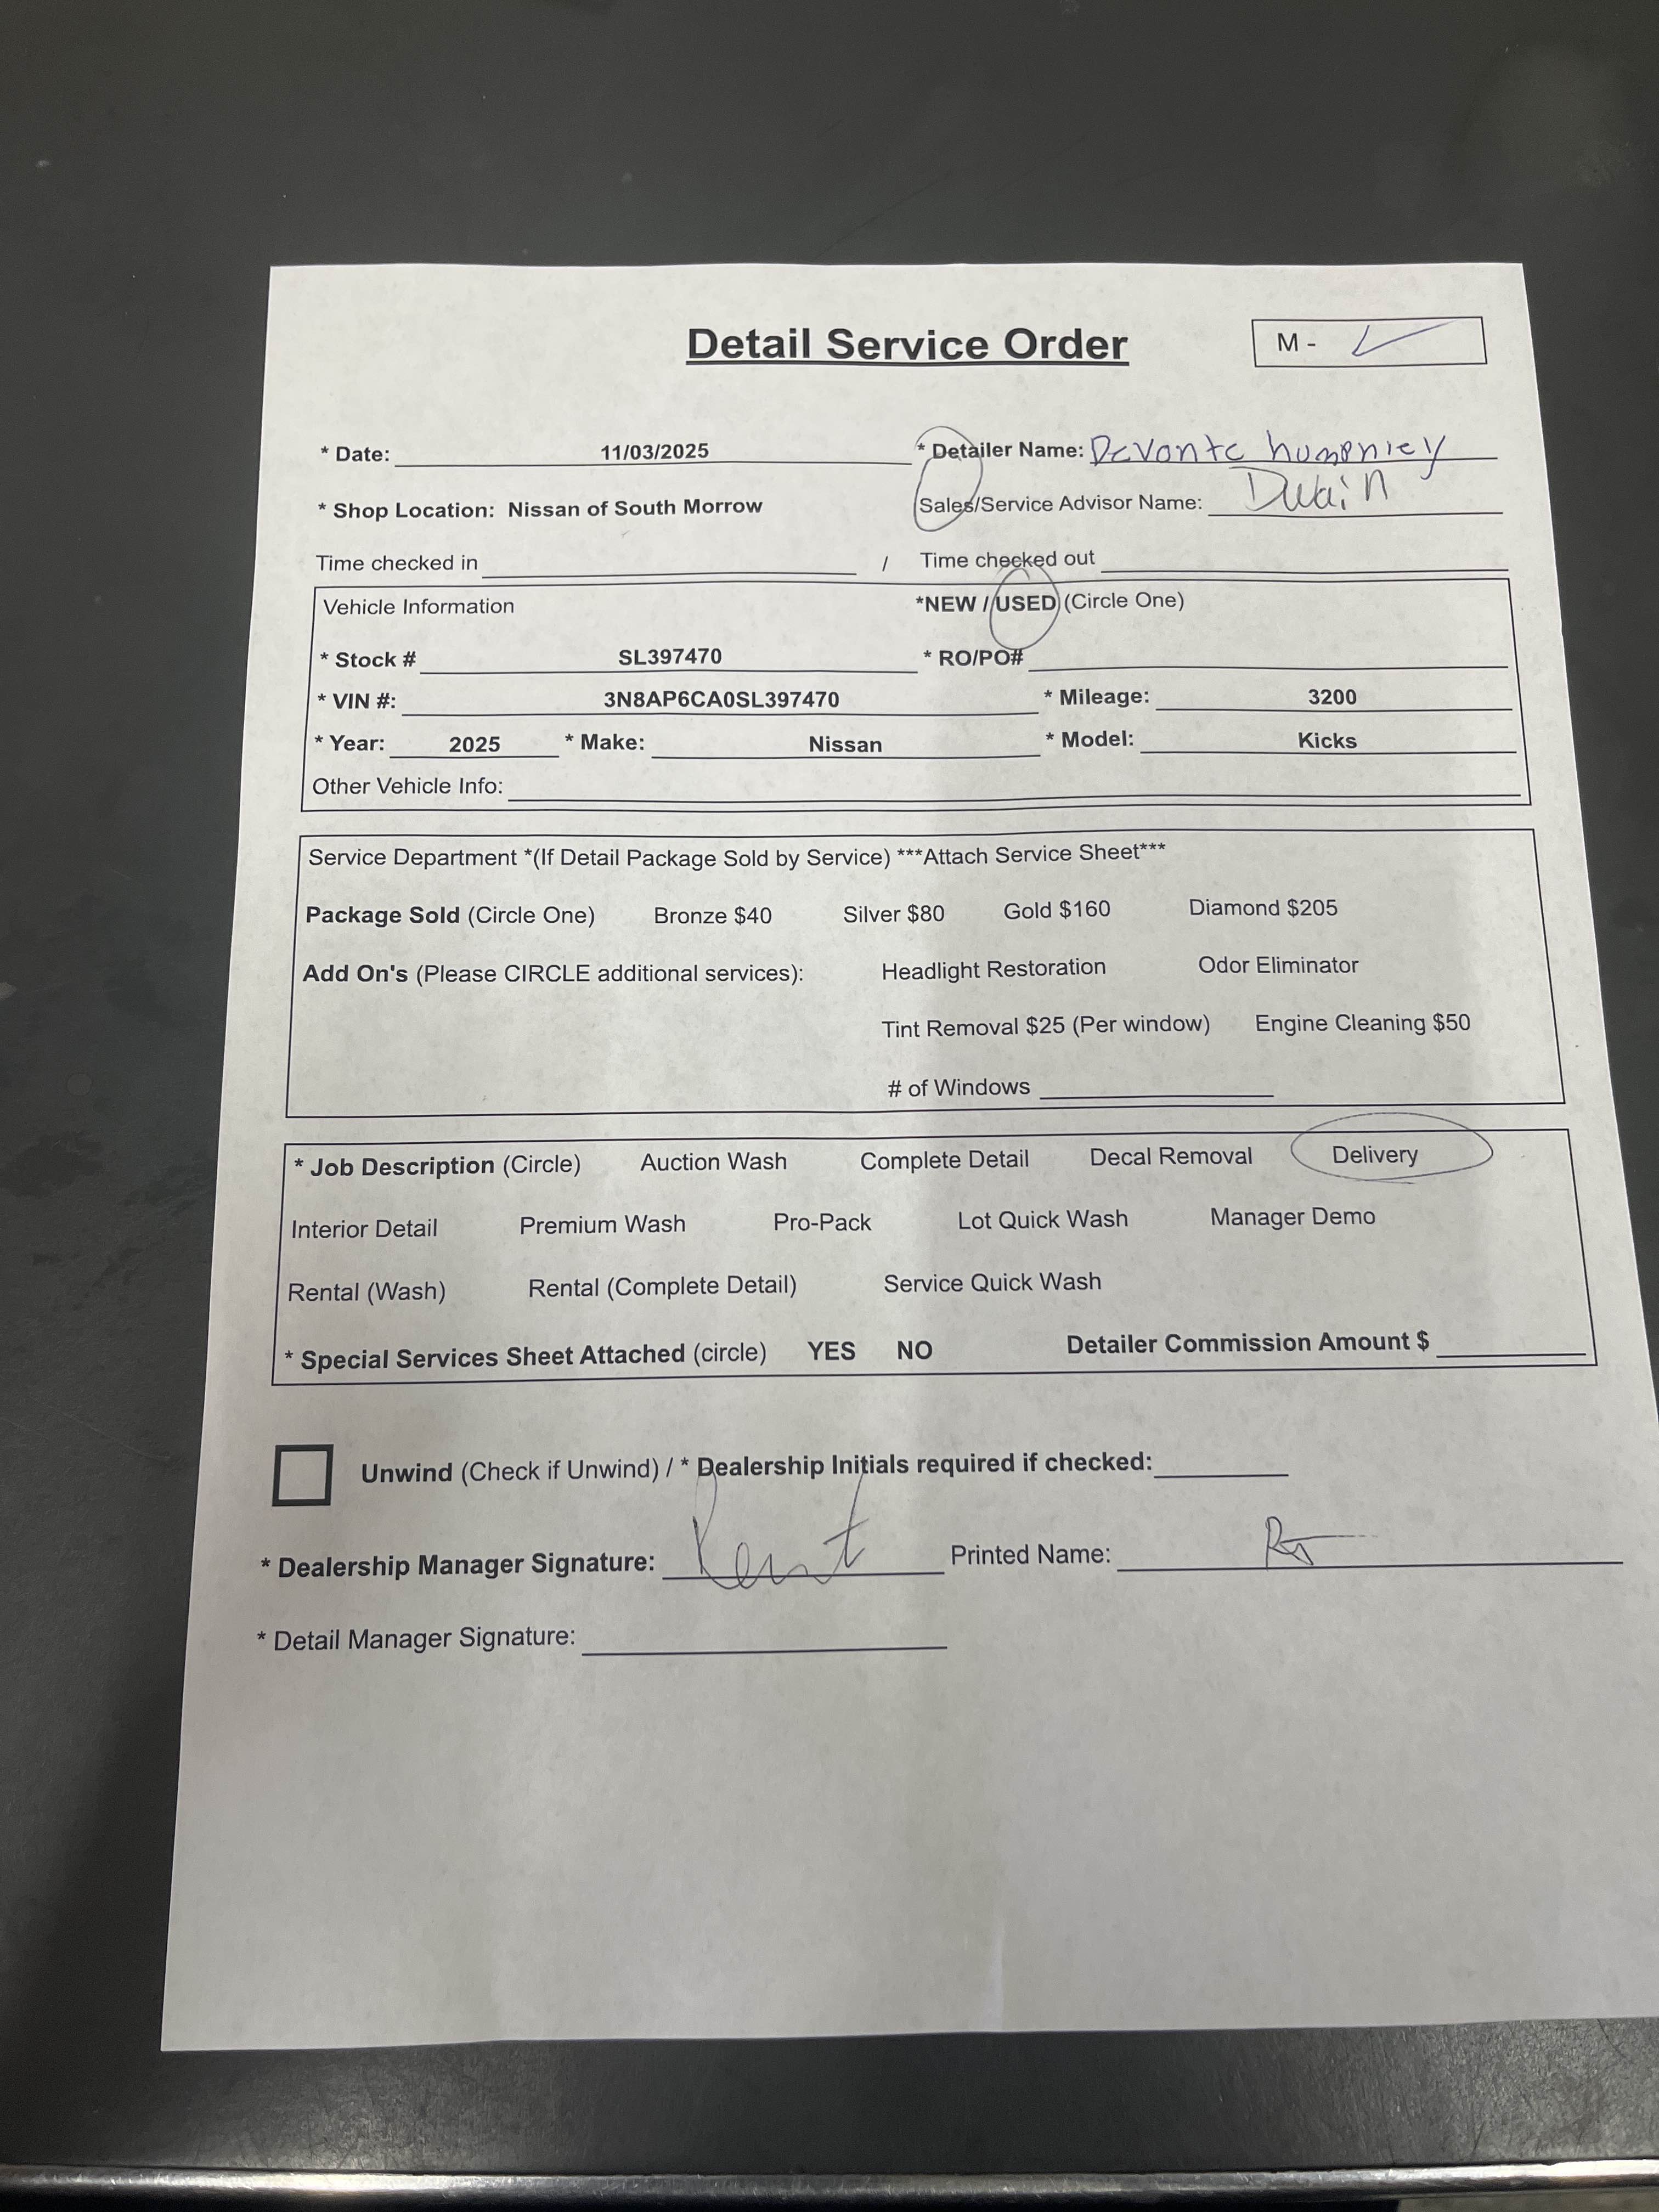 Detail Service Order
M - ✓
* Date: 11/03/2025 * Detailer Name: Devonte humphrey
* Shop Location: Nissan of South Morrow Sales/Service Advisor Name: Dwain
Time checked in / Time checked out
Vehicle Information *NEW / USED (Circle One)
* Stock # SL397470 * RO/PO#
* VIN #: 3N8AP6CA0SL397470 * Mileage: 3200
* Year: 2025 * Make: Nissan * Model: Kicks
Other Vehicle Info:
Service Department *(If Detail Package Sold by Service) ***Attach Service Sheet***
Package Sold (Circle One) Bronze $40 Silver $80 Gold $160 Diamond $205
Add On's (Please CIRCLE additional services): Headlight Restoration Odor Eliminator
Tint Removal $25 (Per window) Engine Cleaning $50
# of Windows
* Job Description (Circle) Auction Wash Complete Detail Decal Removal Delivery
Interior Detail Premium Wash Pro-Pack Lot Quick Wash Manager Demo
Rental (Wash) Rental (Complete Detail) Service Quick Wash
* Special Services Sheet Attached (circle) YES NO Detailer Commission Amount $
Unwind (Check if Unwind) / * Dealership Initials required if checked:
* Dealership Manager Signature: Kent Printed Name:
* Detail Manager Signature: